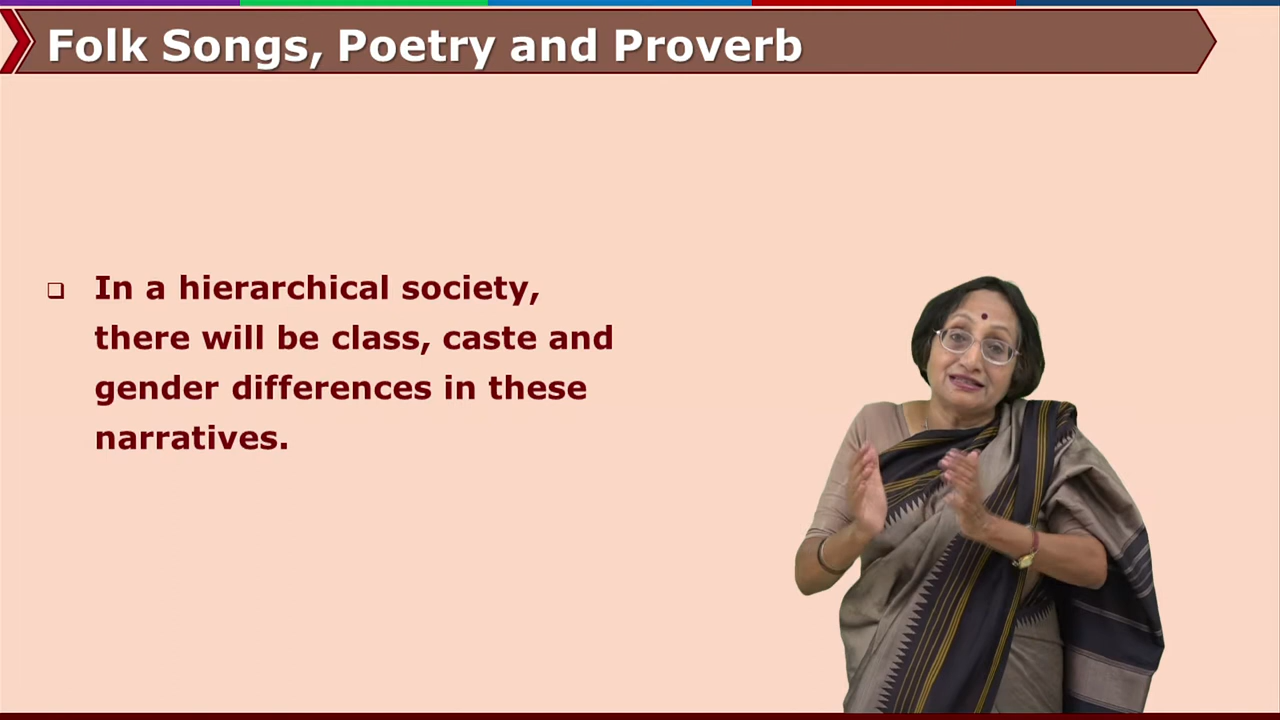 Folk Songs, Poetry and Proverb
In a hierarchical society,
there will be class, caste and
gender differences in these
narratives.